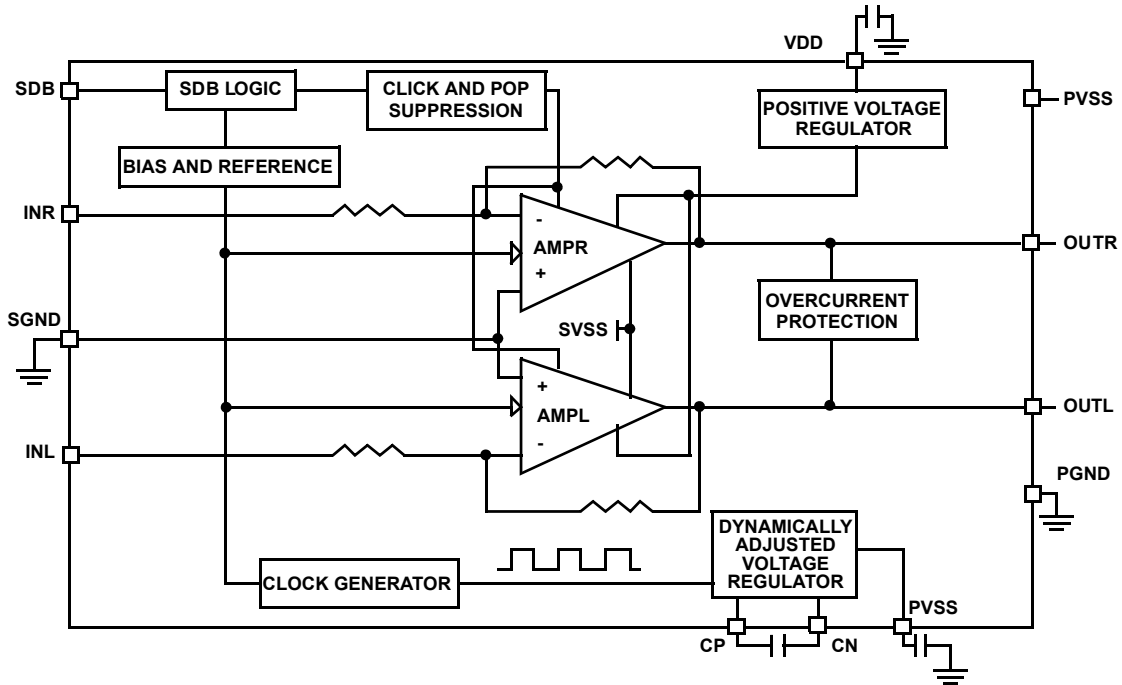 VDD
SDB
SDB LOGIC
CLICK AND POP
SUPPRESSION
POSITIVE VOLTAGE
REGULATOR
PVSS
BIAS AND REFERENCE
INR
-
AMPR
+
OUTR
SGND
SVSS
OVERCURRENT
PROTECTION
+
AMPL
-
OUTL
INL
PGND
DYNAMICALLY
ADJUSTED
VOLTAGE
REGULATOR
CLOCK GENERATOR
PVSS
CP
CN